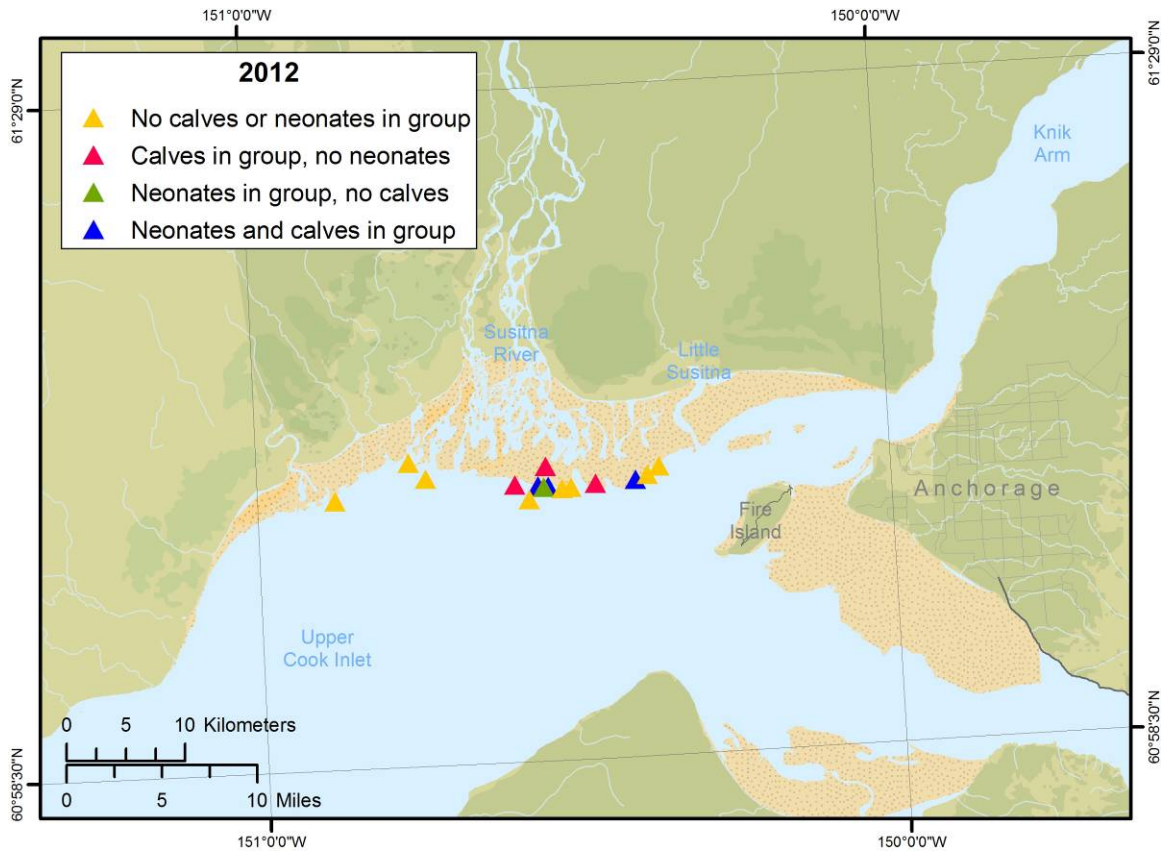 151°0'0"W
150°0'0"W
61°29'0"N
61°29'0"N
2012
No calves or neonates in group
Calves in group, no neonates
Neonates in group, no calves
Neonates and calves in group
Knik
Arm
Susitna
River
Little
Susitna
Anchorage
Fire
Island
Upper
Cook Inlet
0 5 10 Kilometers
0 5 10 Miles
60°58'30"N
60°58'30"N
151°0'0"W
150°0'0"W